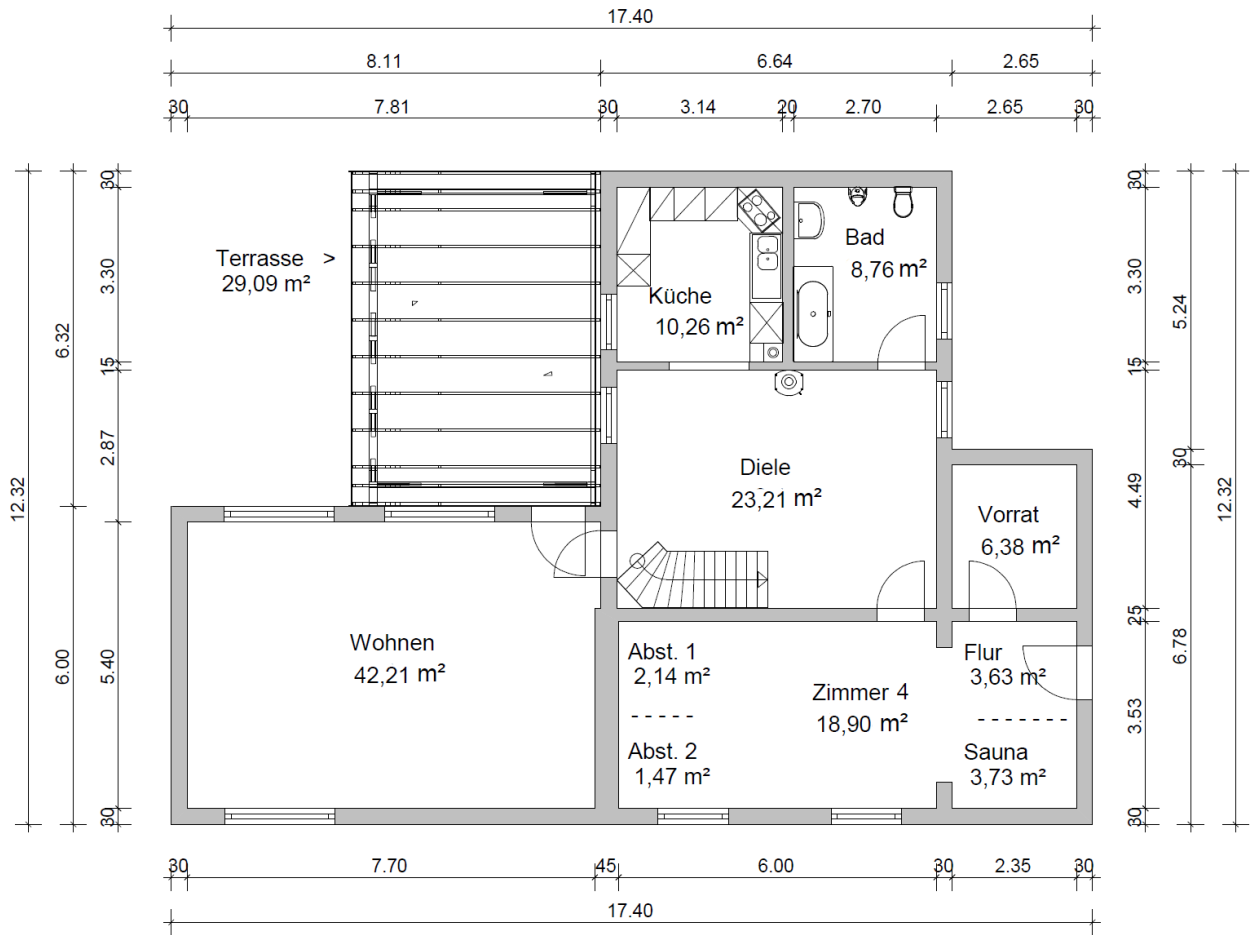 17.40
8.11 6.64 2.65
30 7.81 30 3.14 20 2.70 2.65 30
12.32
6.32
6.00
30
3.30
15
2.87
5.40
30
Terrasse >
29,09 m²
Küche
10,26 m²
Bad
8,76 m²
Diele
23,21 m²
Vorrat
6,38 m²
Wohnen
42,21 m²
Abst. 1
2,14 m²
Abst. 2
1,47 m²
Zimmer 4
18,90 m²
Flur
3,63 m²
Sauna
3,73 m²
30
3.30
15
4.49
25
3.53
30
5.24
30
6.78
12.32
30 7.70 45 6.00 30 2.35 30
17.40